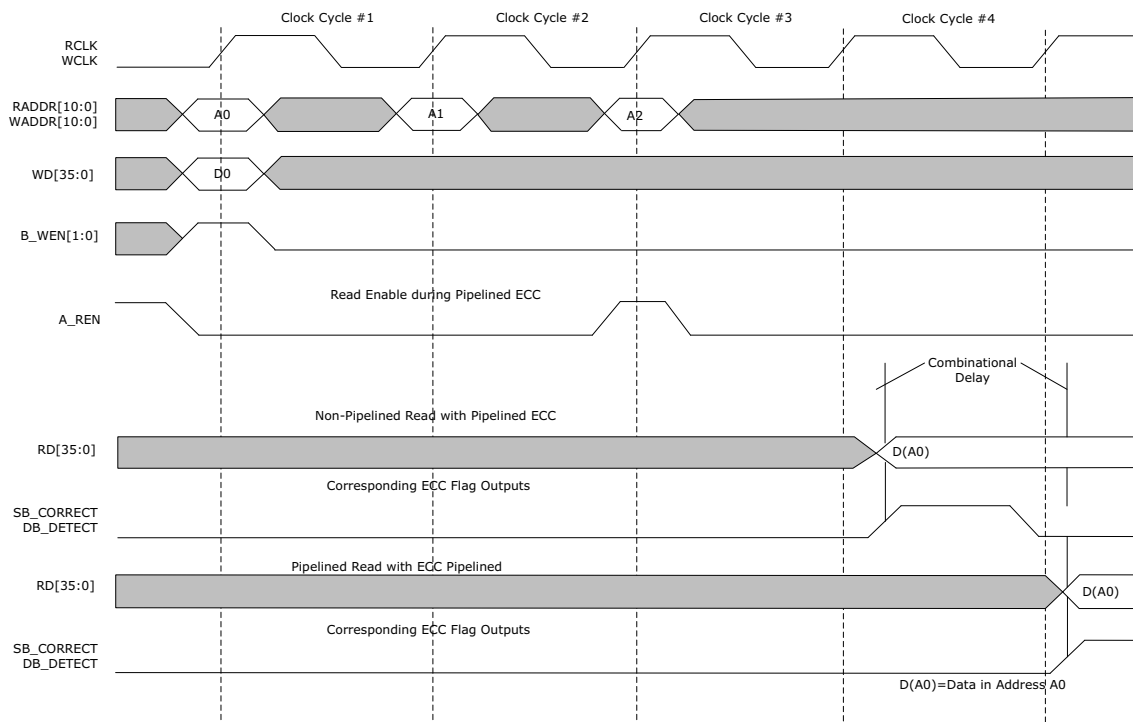 Clock Cycle #1
Clock Cycle #2
Clock Cycle #3
Clock Cycle #4
RCLK
WCLK
RADDR[10:0]
WADDR[10:0]
A0
A1
A2
WD[35:0]
D0
B_WEN[1:0]
Read Enable during Pipelined ECC
A_REN
Combinational
Delay
Non-Pipelined Read with Pipelined ECC
RD[35:0]
D(A0)
Corresponding ECC Flag Outputs
SB_CORRECT
DB_DETECT
Pipelined Read with ECC Pipelined
RD[35:0]
D(A0)
Corresponding ECC Flag Outputs
SB_CORRECT
DB_DETECT
D(A0)=Data in Address A0